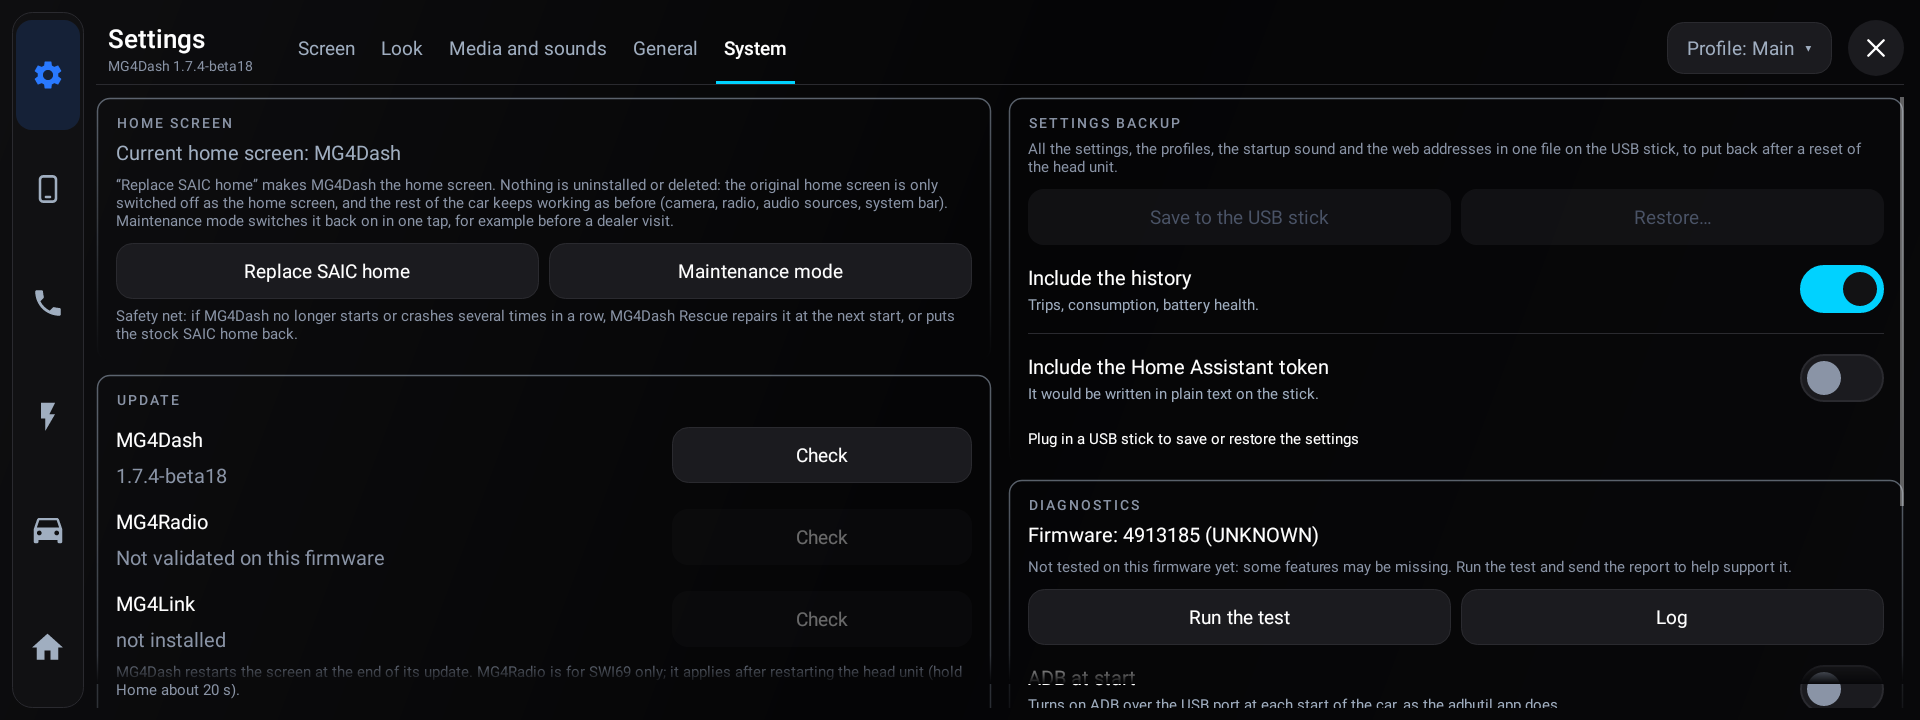 Settings
MG4Dash 1.7.4-beta18
Screen
Look
Media and sounds
General
System
Profile: Main ▾
HOME SCREEN
Current home screen: MG4Dash
“Replace SAIC home” makes MG4Dash the home screen. Nothing is uninstalled or deleted: the original home screen is only
switched off as the home screen, and the rest of the car keeps working as before (camera, radio, audio sources, system bar).
Maintenance mode switches it back on in one tap, for example before a dealer visit.
Replace SAIC home
Maintenance mode
Safety net: if MG4Dash no longer starts or crashes several times in a row, MG4Dash Rescue repairs it at the next start, or puts
the stock SAIC home back.
UPDATE
MG4Dash
1.7.4-beta18
Check
MG4Radio
Not validated on this firmware
Check
MG4Link
not installed
Check
MG4Dash restarts the screen at the end of its update. MG4Radio is for SWI69 only; it applies after restarting the head unit (hold
Home about 20 s).
SETTINGS BACKUP
All the settings, the profiles, the startup sound and the web addresses in one file on the USB stick, to put back after a reset of
the head unit.
Save to the USB stick
Restore…
Include the history
Trips, consumption, battery health.
Include the Home Assistant token
It would be written in plain text on the stick.
Plug in a USB stick to save or restore the settings
DIAGNOSTICS
Firmware: 4913185 (UNKNOWN)
Not tested on this firmware yet: some features may be missing. Run the test and send the report to help support it.
Run the test
Log
ADB at start
Turns on ADB over the USB port at each start of the car, as the adbutil app does.